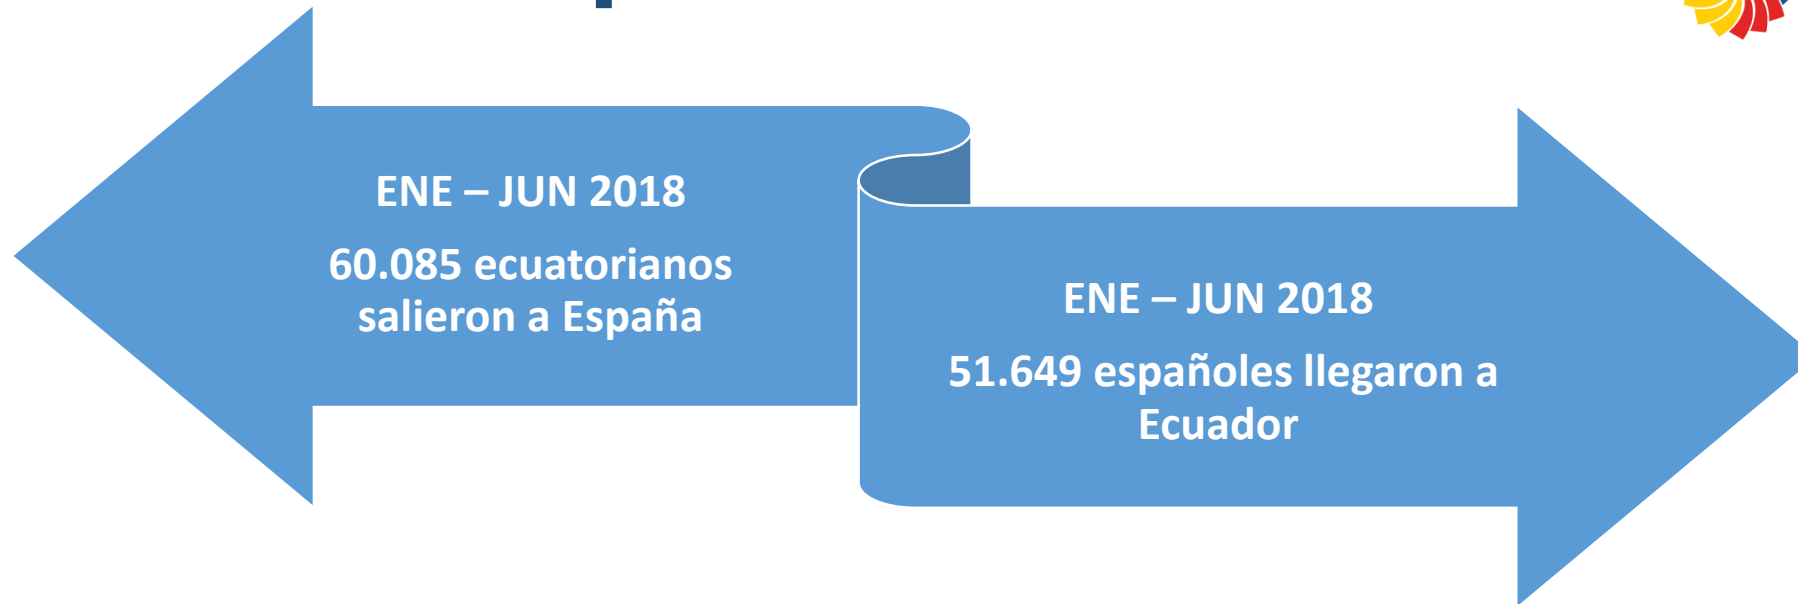 ENE – JUN 2018
60.085 ecuatorianos
salieron a España
ENE – JUN 2018
51.649 españoles llegaron a
Ecuador